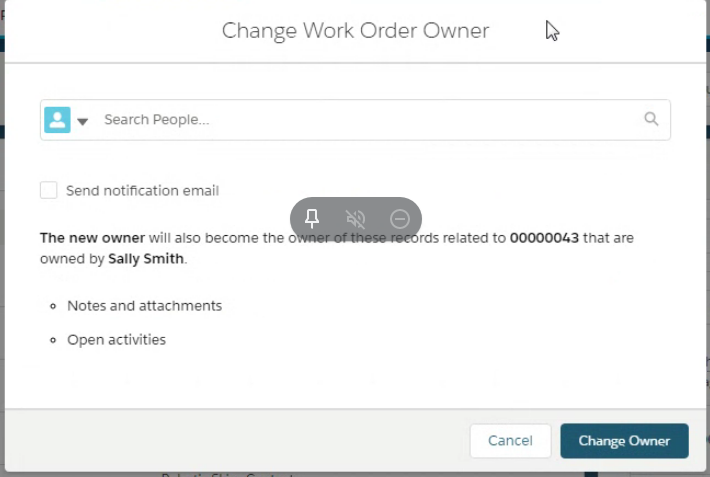 Change Work Order Owner
Search People...
Send notification email
The new owner will also become the owner of these records related to 00000043 that are
owned by Sally Smith.
Notes and attachments
Open activities
Cancel
Change Owner